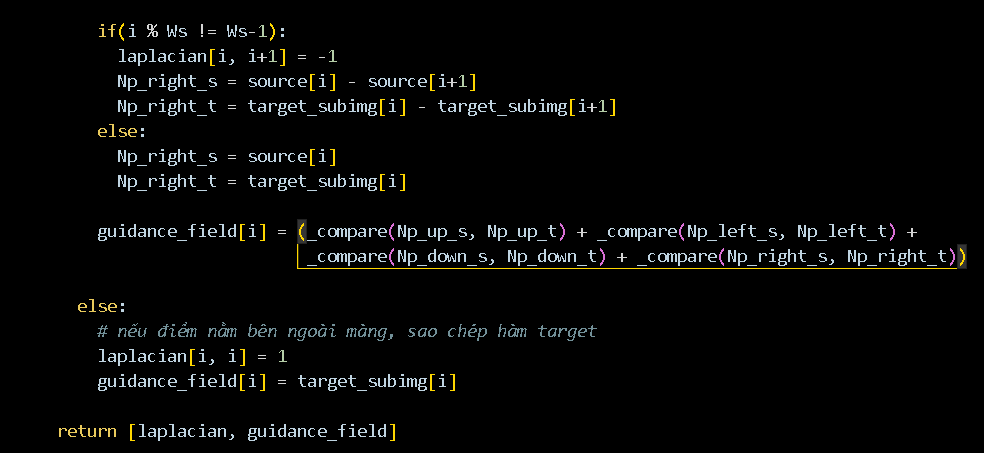 if(i % Ws != Ws-1):
laplacian[i, i+1] = -1
Np_right_s = source[i] - source[i+1]
Np_right_t = target_subimg[i] - target_subimg[i+1]
else:
Np_right_s = source[i]
Np_right_t = target_subimg[i]
guidance_field[i] = (_compare(Np_up_s, Np_up_t) + _compare(Np_left_s, Np_left_t) +
_compare(Np_down_s, Np_down_t) + _compare(Np_right_s, Np_right_t))
else:
# nếu điểm nằm bên ngoài màng, sao chép hàm target
laplacian[i, i] = 1
guidance_field[i] = target_subimg[i]
return [laplacian, guidance_field]